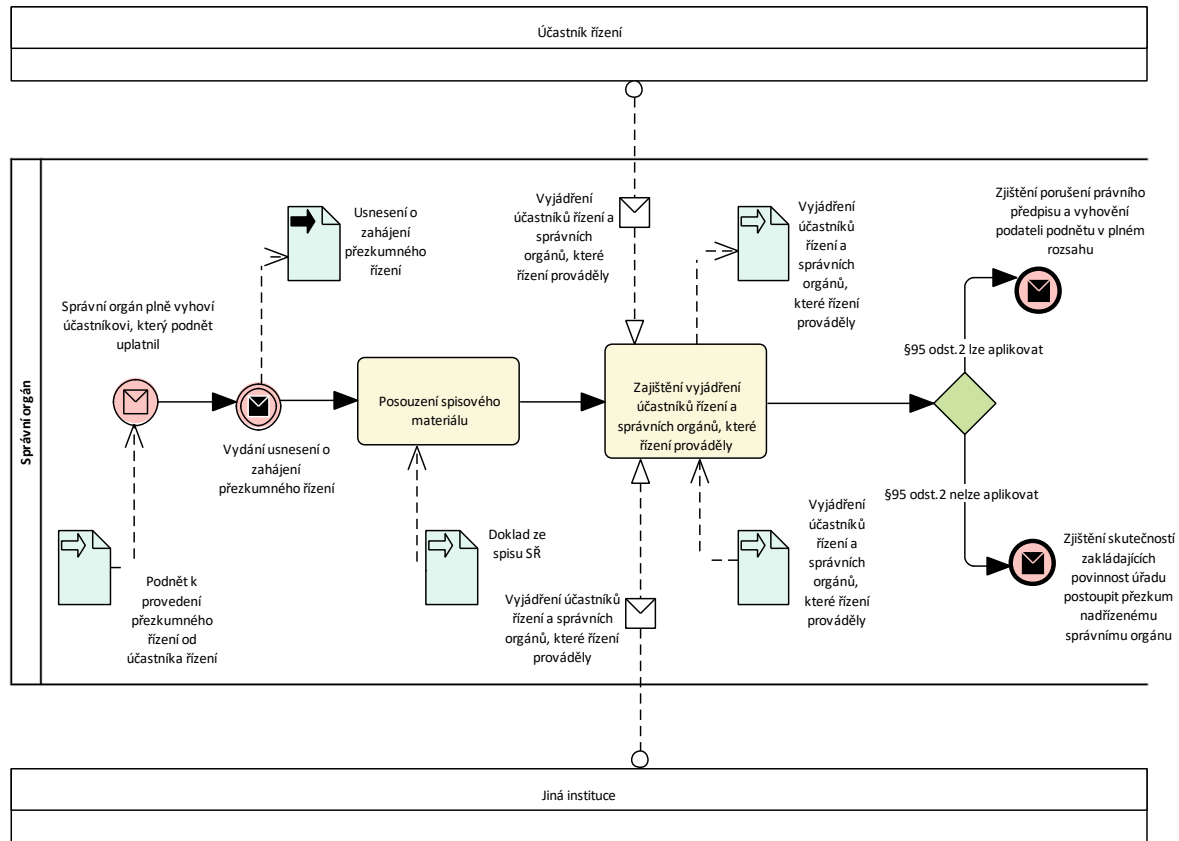 Účastník řízení
Správní orgán
Správní orgán plně vyhoví
účastníkovi, který podnět
uplatnil
Usnesení o
zahájení
přezkumného
řízení
Vydání usnesení o
zahájení
přezkumného řízení
Podnět k
provedení
přezkumného
řízení od
účastníka řízení
Posouzení spisového
materiálu
Doklad ze
spisu SŘ
Vyjádření
účastníků řízení a
správních
orgánů, které
řízení prováděly
Zajištění vyjádření
účastníků řízení a
správních orgánů, které
řízení prováděly
Vyjádření účastníků
řízení a správních
orgánů, které řízení
prováděly
Vyjádření
účastníků
řízení a
správních
orgánů,
které řízení
prováděly
Vyjádření
účastníků
řízení a
správních
orgánů,
které řízení
prováděly
Zjištění porušení právního
předpisu a vyhovění
podateli podnětu v plném
rozsahu
§95 odst.2 lze aplikovat
§95 odst.2 nelze aplikovat
Zjištění skutečností
zakládajících
povinnost úřadu
postoupit přezkum
nadřízenému
správnímu orgánu
Jiná instituce